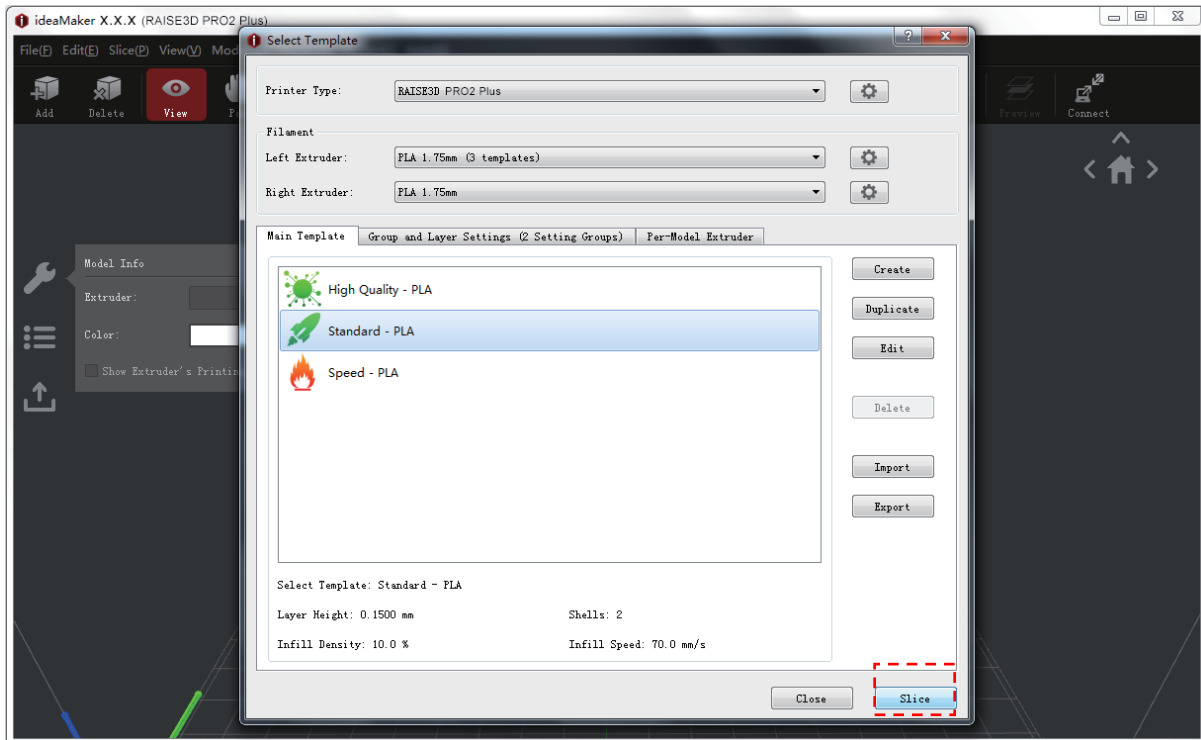 ideaMaker X.X.X (RAISE3D PRO2 Plus)
File(F) Edit(E) Slice(P) View(V)
Select Template
Add Delete View Preview Connect
Printer Type: RAISE3D PRO2 Plus
Filament
Left Extruder: PLA 1.75mm (3 templates)
Right Extruder: PLA 1.75mm
Main Template Group and Layer Settings (2 Setting Groups) Per-Model Extruder
Model Info
Extruder:
Color:
Show Extruder's
High Quality - PLA
Standard - PLA
Speed - PLA
Create
Duplicate
Edit
Delete
Import
Export
Select Template: Standard - PLA
Layer Height: 0.1500 mm Shells: 2
Infill Density: 10.0 % Infill Speed: 70.0 mm/s
Close Slice